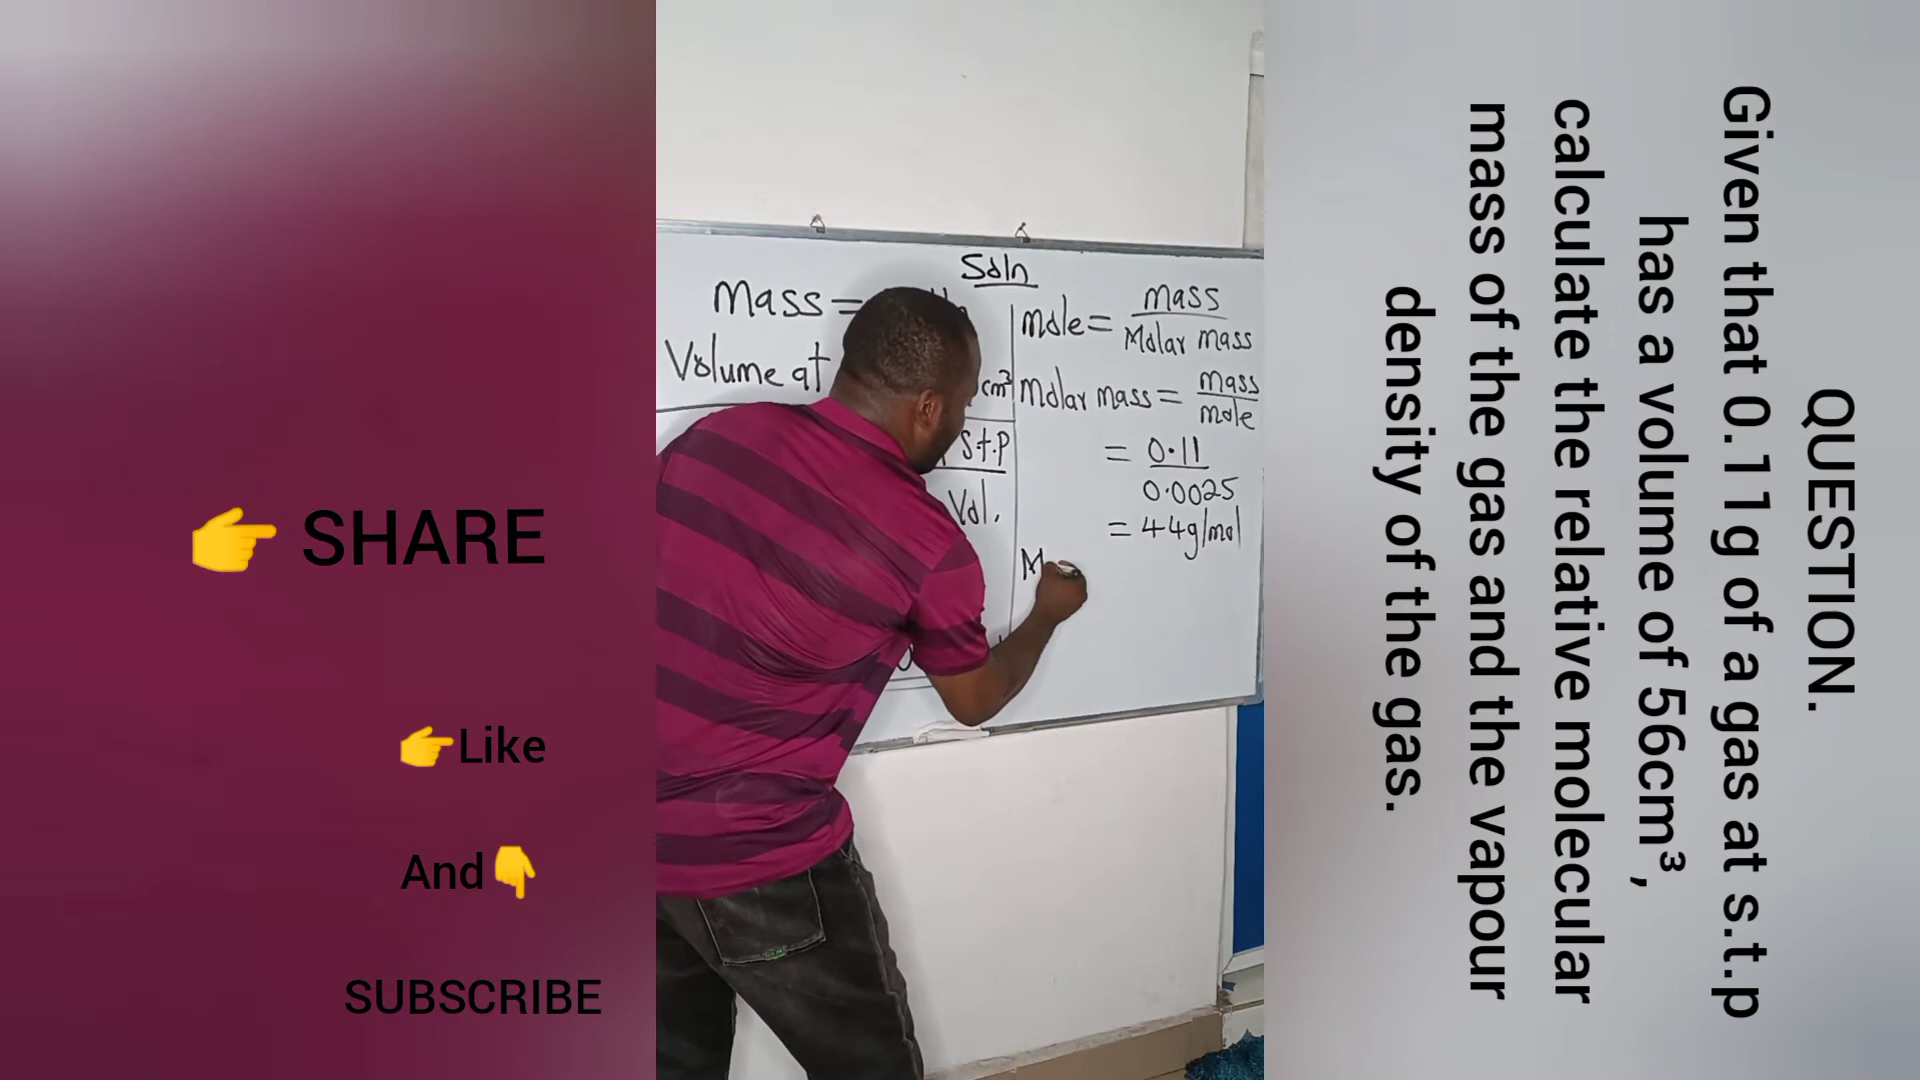 👉 SHARE
👉Like
And👇
SUBSCRIBE
Soln
Mass =
Volume at cm³
S.t.p
Vol.
mole = mass
Molar mass
Molar mass = mass
mole
= 0.11
0.0025
= 44g/mol
M
QUESTION.
Given that 0.11g of a gas at s.t.p
has a volume of 56cm³,
calculate the relative molecular
mass of the gas and the vapour
density of the gas.